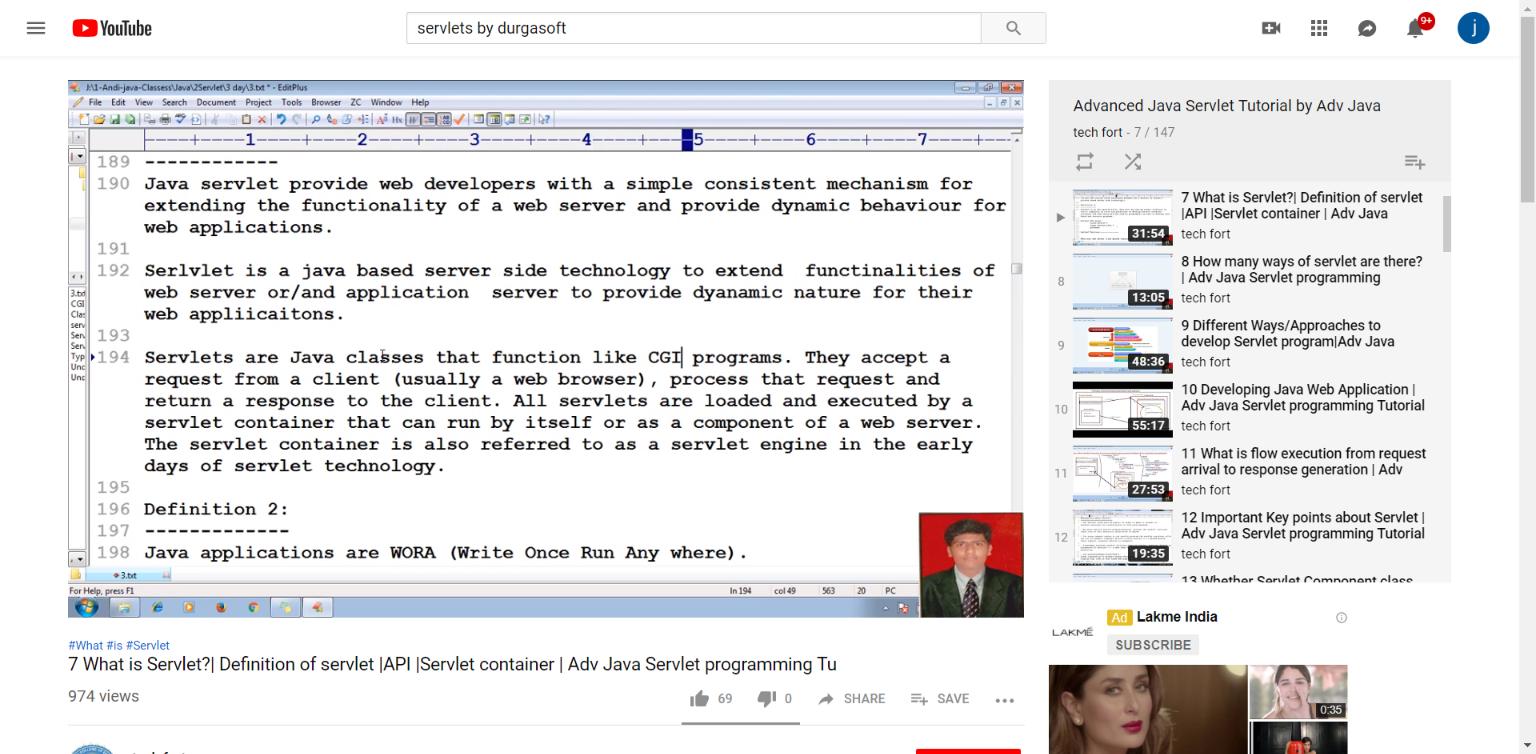 YouTube
servlets by durgasoft
9+
j
J:\1-Andi-java-Classess\Java\2Servlet\3 day\3.txt * - EditPlus
File Edit View Search Document Project Tools Browser ZC Window Help
----+----1----+----2----+----3----+----4----+----5----+----6----+----7----+-
189 ------------
190 Java servlet provide web developers with a simple consistent mechanism for
extending the functionality of a web server and provide dynamic behaviour for
web applications.
191
192 Serlvlet is a java based server side technology to extend functinalities of
web server or/and application server to provide dyanamic nature for their
web appliicaitons.
193
194 Servlets are Java classes that function like CGI programs. They accept a
request from a client (usually a web browser), process that request and
return a response to the client. All servlets are loaded and executed by a
servlet container that can run by itself or as a component of a web server.
The servlet container is also referred to as a servlet engine in the early
days of servlet technology.
195
196 Definition 2:
197 -------------
198 Java applications are WORA (Write Once Run Any where).
3.txt
For Help, press F1 ln 194 col 49 563 20 PC
#What #is #Servlet
7 What is Servlet?| Definition of servlet |API |Servlet container | Adv Java Servlet programming Tu
974 views
69 0 SHARE SAVE
Advanced Java Servlet Tutorial by Adv Java
tech fort - 7 / 147
7 What is Servlet?| Definition of servlet
|API |Servlet container | Adv Java
tech fort
31:54
8
8 How many ways of servlet are there?
| Adv Java Servlet programming
tech fort
13:05
9
9 Different Ways/Approaches to
develop Servlet program|Adv Java
tech fort
48:36
10
10 Developing Java Web Application |
Adv Java Servlet programming Tutorial
tech fort
55:17
11
11 What is flow execution from request
arrival to response generation | Adv
tech fort
27:53
12
12 Important Key points about Servlet |
Adv Java Servlet programming Tutorial
tech fort
19:35
13 Whether Servlet Component class
LAKMÉ
Ad Lakme India
SUBSCRIBE
0:35